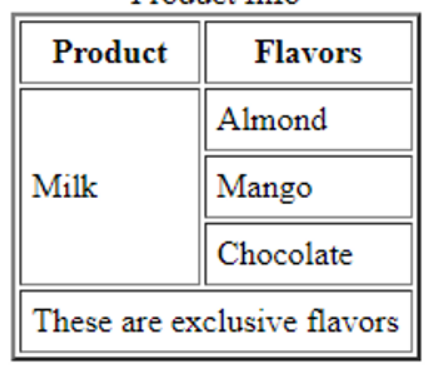 Product Info
Product Flavors
Almond
Milk Mango
Chocolate
These are exclusive flavors